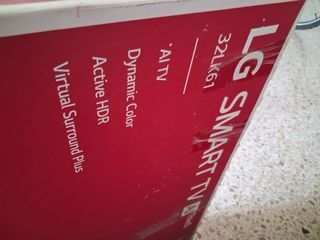 LG SMART TV
32LK61
*AI TV
Dynamic Color
Active HDR
Virtual Surround Plus